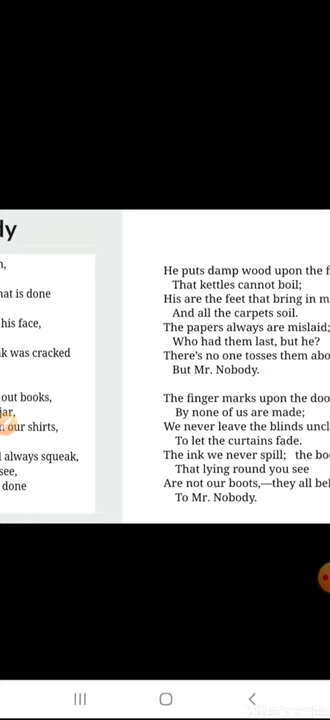 dy
n,
hat is done
his face,
k was cracked
out books,
jar,
n our shirts,
always squeak,
see,
done
He puts damp wood upon the f
That kettles cannot boil;
His are the feet that bring in m
And all the carpets soil.
The papers always are mislaid;
Who had them last, but he?
There's no one tosses them abo
But Mr. Nobody.
The finger marks upon the doo
By none of us are made;
We never leave the blinds uncl
To let the curtains fade.
The ink we never spill; the bo
That lying round you see
Are not our boots,—they all bel
To Mr. Nobody.